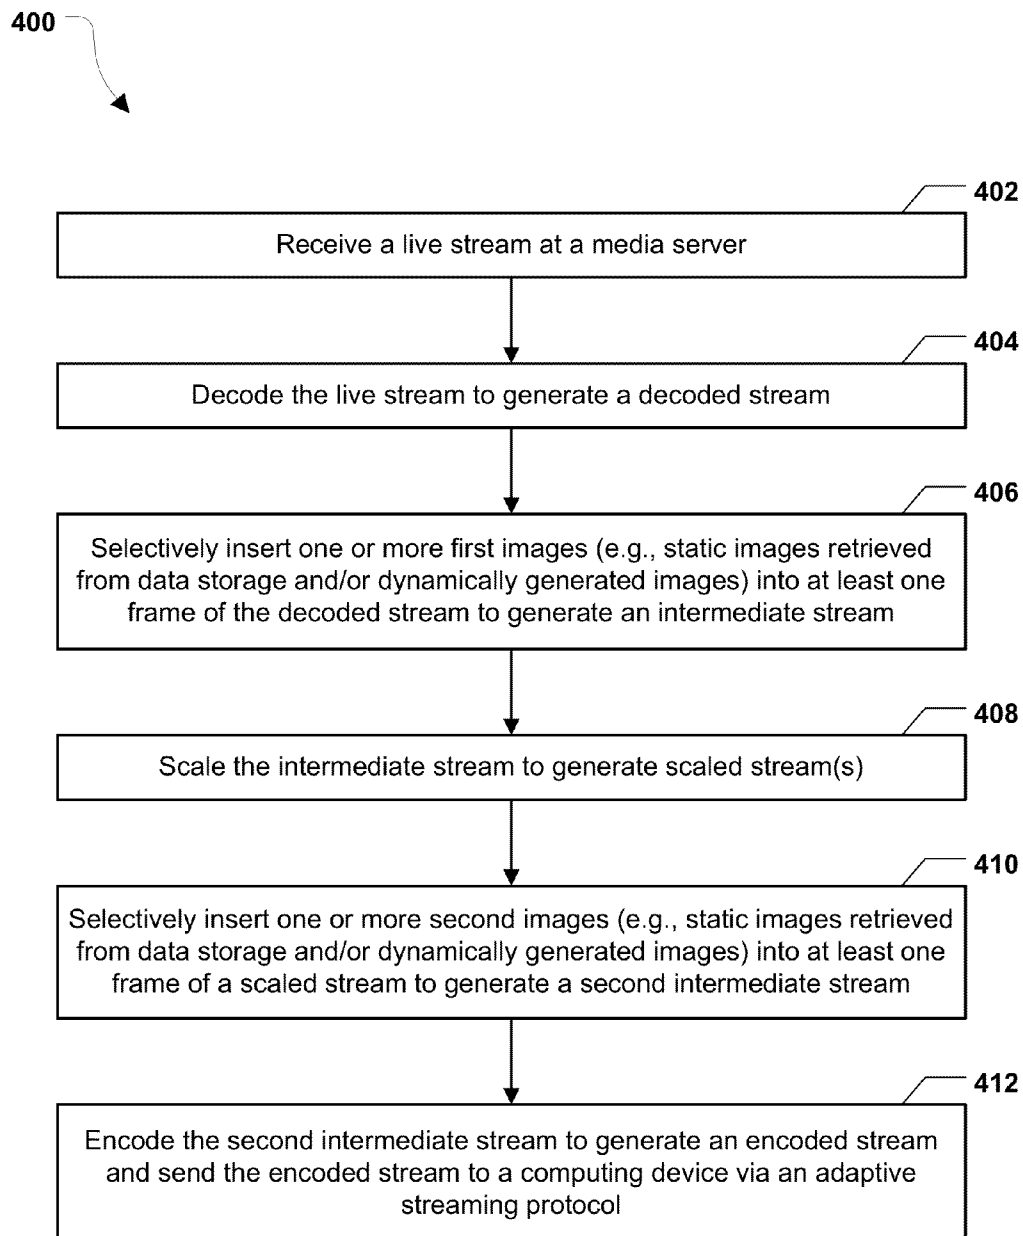 400
402
Receive a live stream at a media server
404
Decode the live stream to generate a decoded stream
406
Selectively insert one or more first images (e.g., static images retrieved
from data storage and/or dynamically generated images) into at least one
frame of the decoded stream to generate an intermediate stream
408
Scale the intermediate stream to generate scaled stream(s)
410
Selectively insert one or more second images (e.g., static images retrieved
from data storage and/or dynamically generated images) into at least one
frame of a scaled stream to generate a second intermediate stream
412
Encode the second intermediate stream to generate an encoded stream
and send the encoded stream to a computing device via an adaptive
streaming protocol